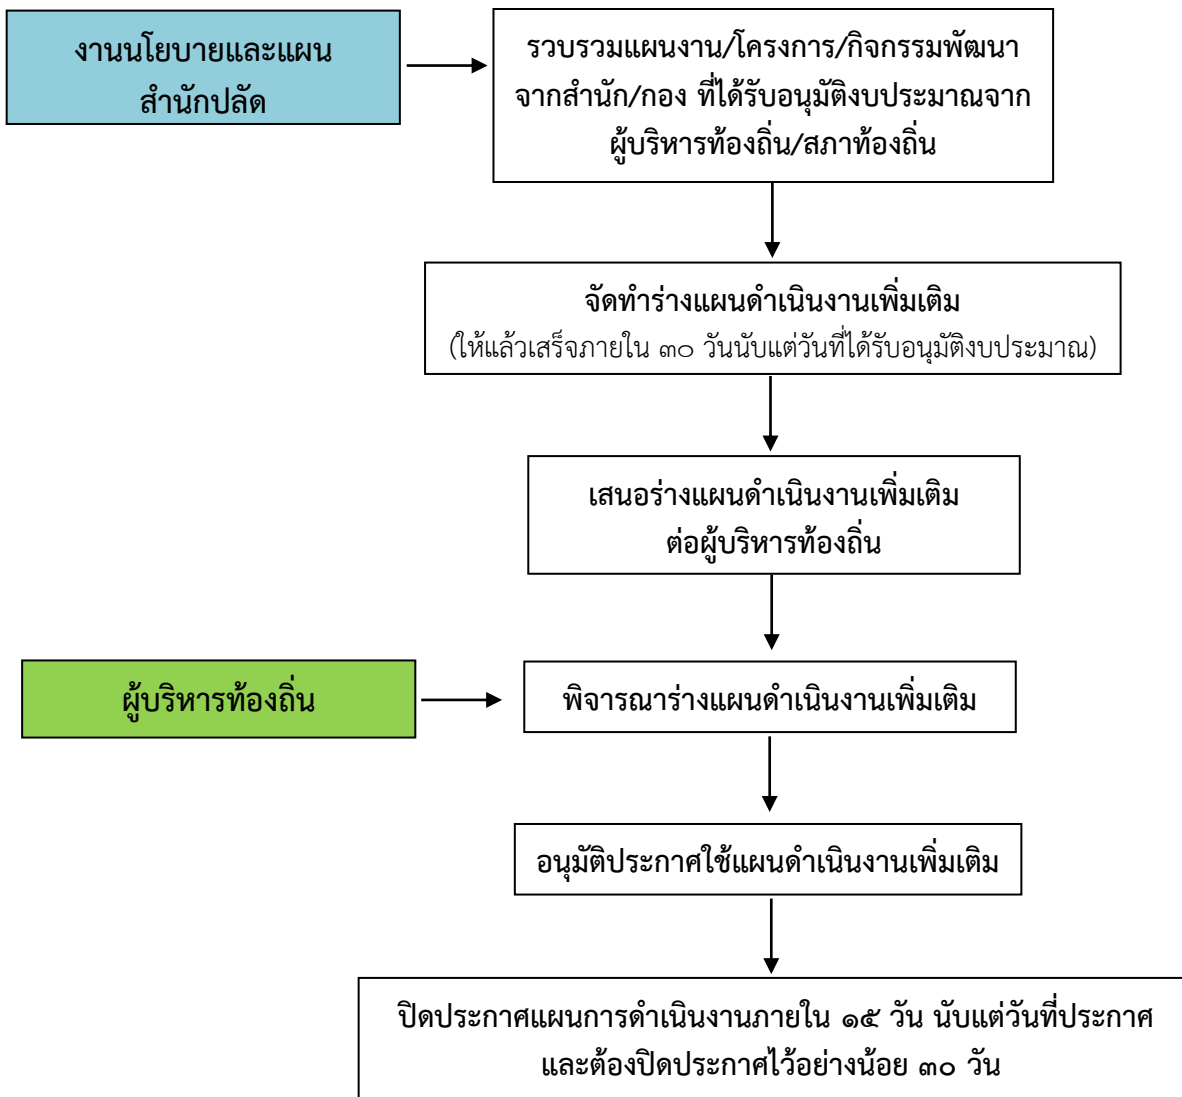 งานนโยบายและแผน
สำนักปลัด
รวบรวมแผนงาน/โครงการ/กิจกรรมพัฒนา
จากสำนัก/กอง ที่ได้รับอนุมัติงบประมาณจาก
ผู้บริหารท้องถิ่น/สภาท้องถิ่น
จัดทำร่างแผนดำเนินงานเพิ่มเติม
(ให้แล้วเสร็จภายใน ๓๐ วันนับแต่วันที่ได้รับอนุมัติงบประมาณ)
เสนอร่างแผนดำเนินงานเพิ่มเติม
ต่อผู้บริหารท้องถิ่น
ผู้บริหารท้องถิ่น
พิจารณาร่างแผนดำเนินงานเพิ่มเติม
อนุมัติประกาศใช้แผนดำเนินงานเพิ่มเติม
ปิดประกาศแผนการดำเนินงานภายใน ๑๕ วัน นับแต่วันที่ประกาศ
และต้องปิดประกาศไว้อย่างน้อย ๓๐ วัน